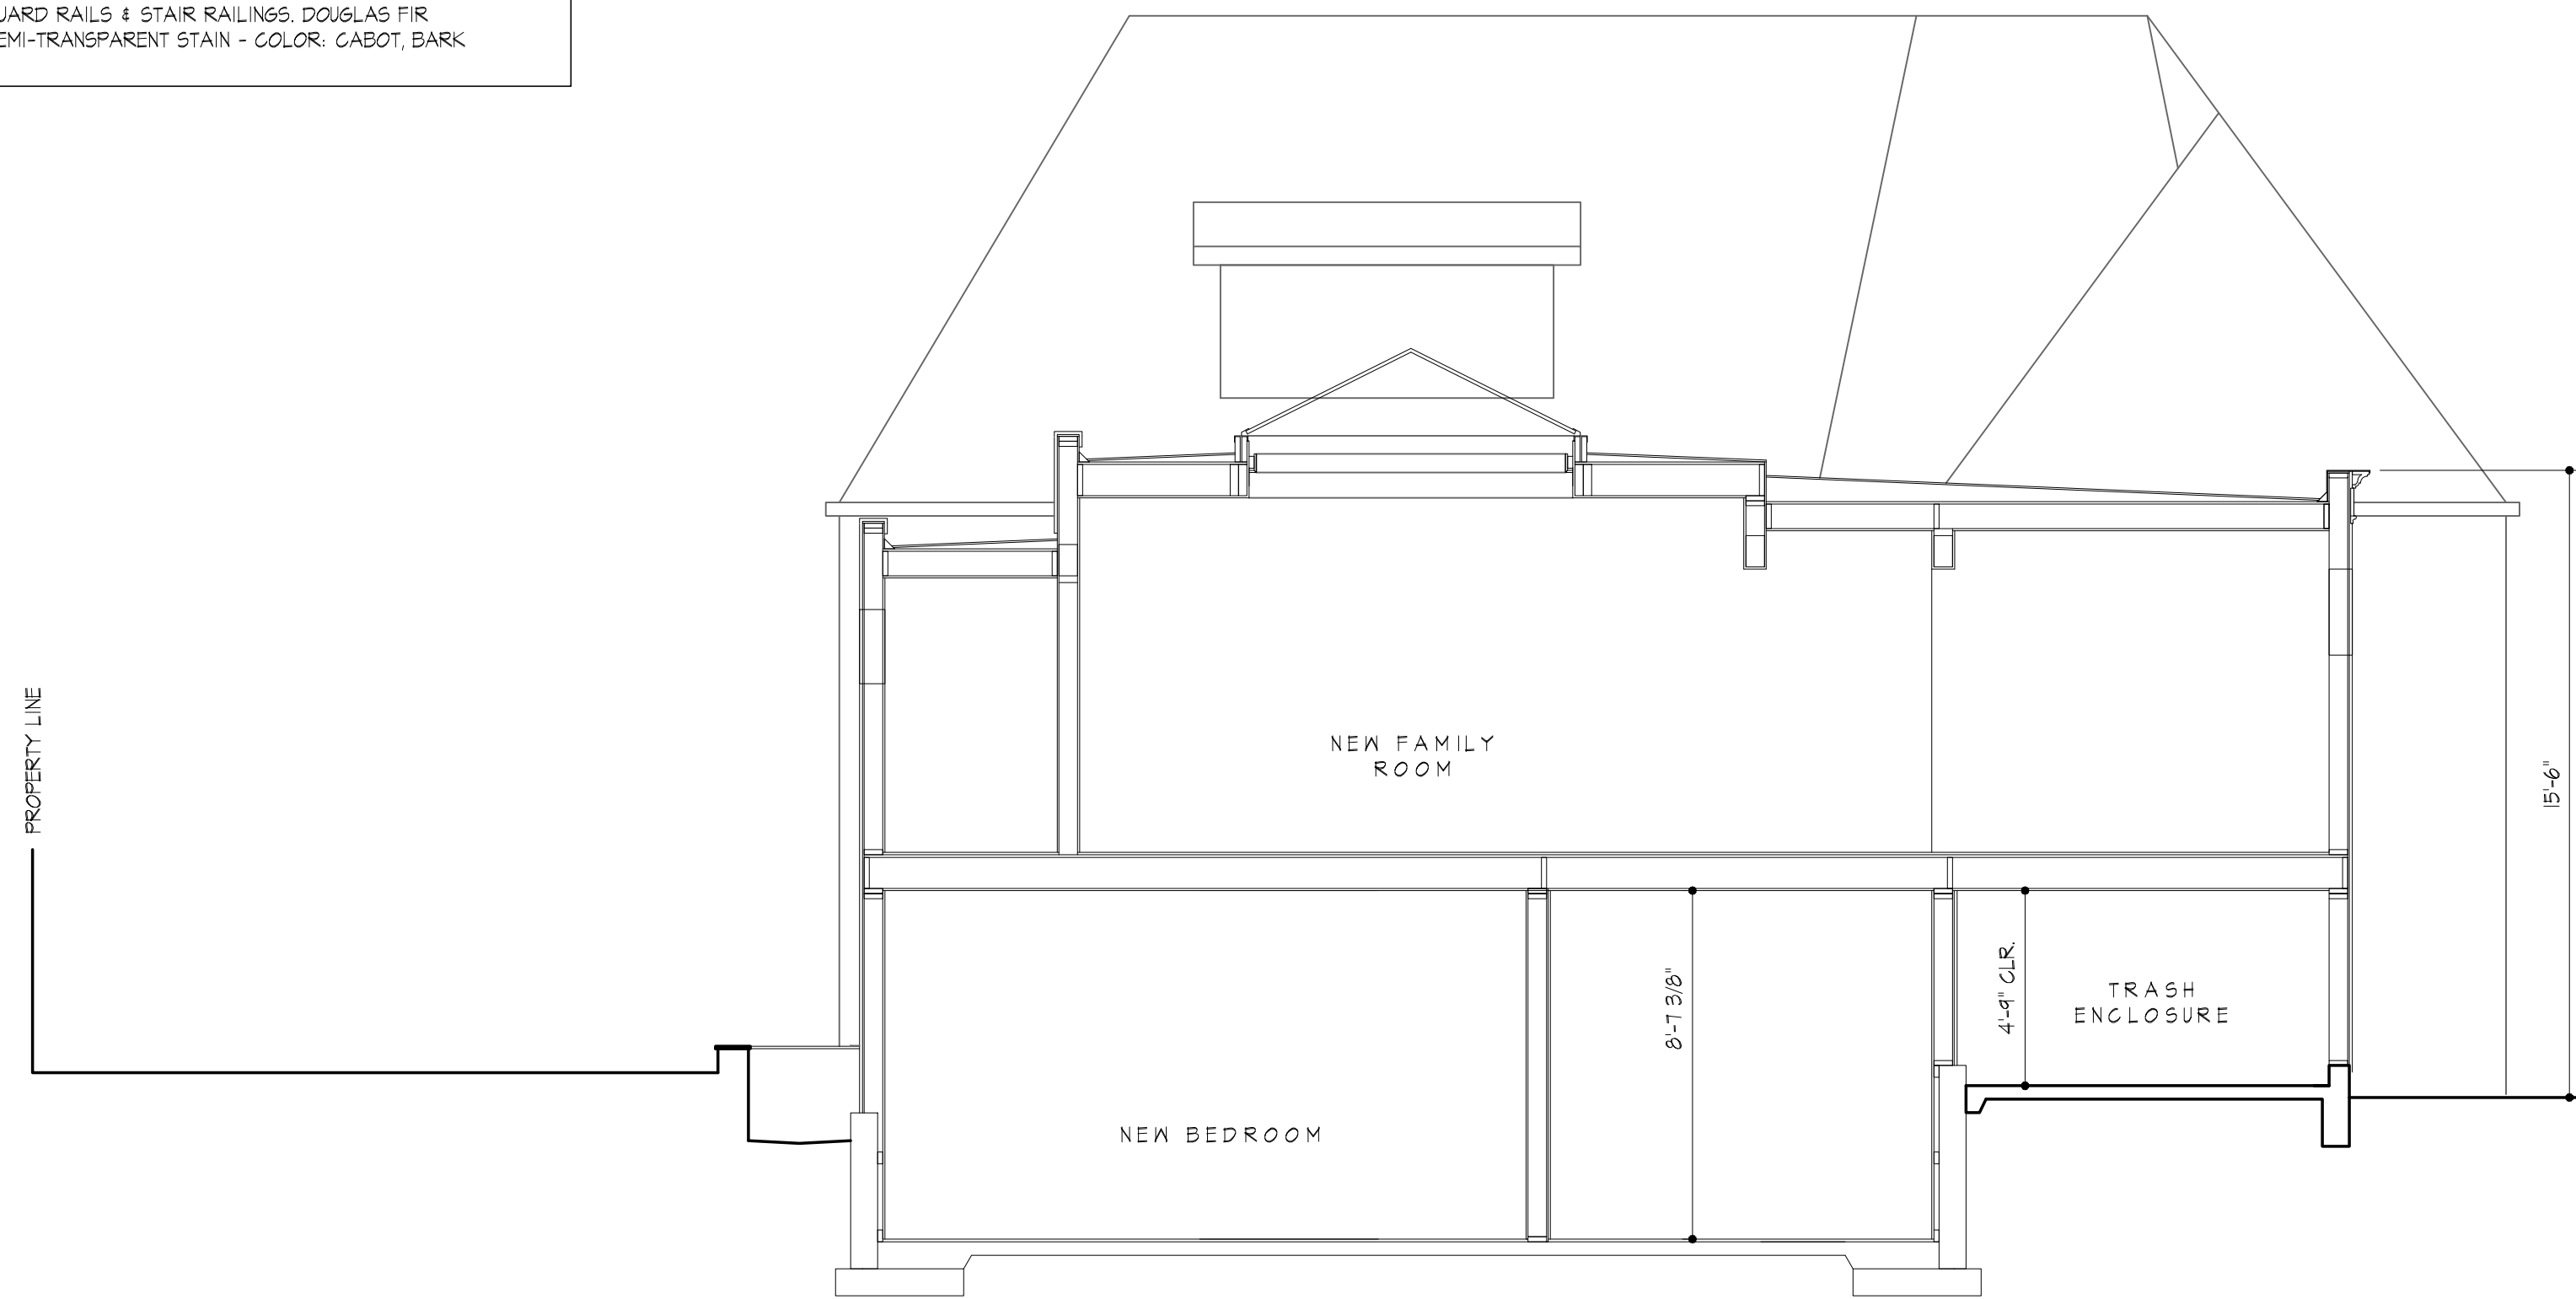 UARD RAILS & STAIR RAILINGS. DOUGLAS FIR
EMI-TRANSPARENT STAIN - COLOR: CABOT, BARK
PROPERTY LINE
NEW FAMILY
ROOM
15'-6"
8'-7 3/8"
4'-9" CLR.
TRASH
ENCLOSURE
NEW BEDROOM